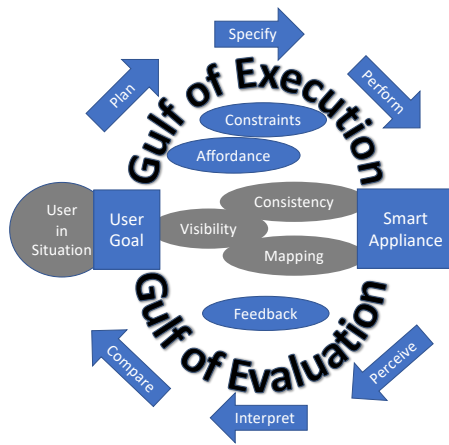 Specify
Plan
Perform
Gulf of Execution
Constraints
Affordance
User
in
Situation
User
Goal
Visibility
Consistency
Mapping
Smart
Appliance
Feedback
Gulf of Evaluation
Compare
Interpret
Perceive